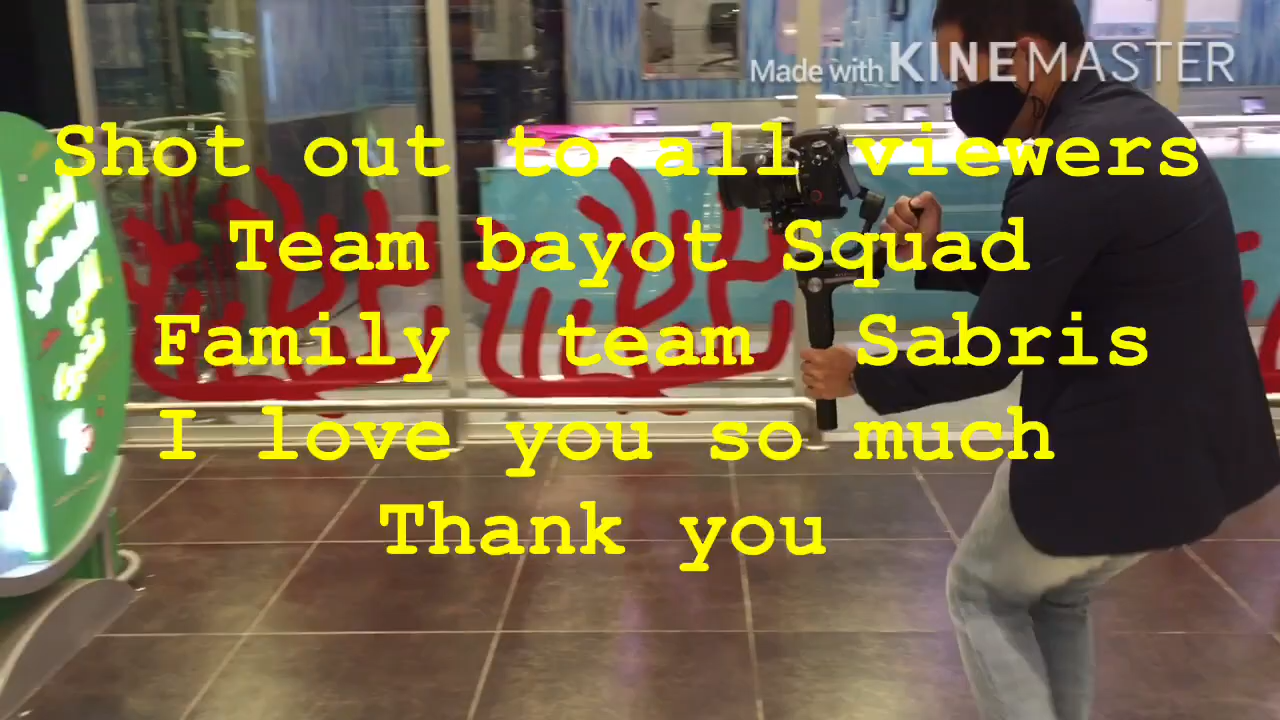 Made with KINEMASTER
Shot out to all viewers
Team bayot Squad
Family team Sabris
I love you so much
Thank you